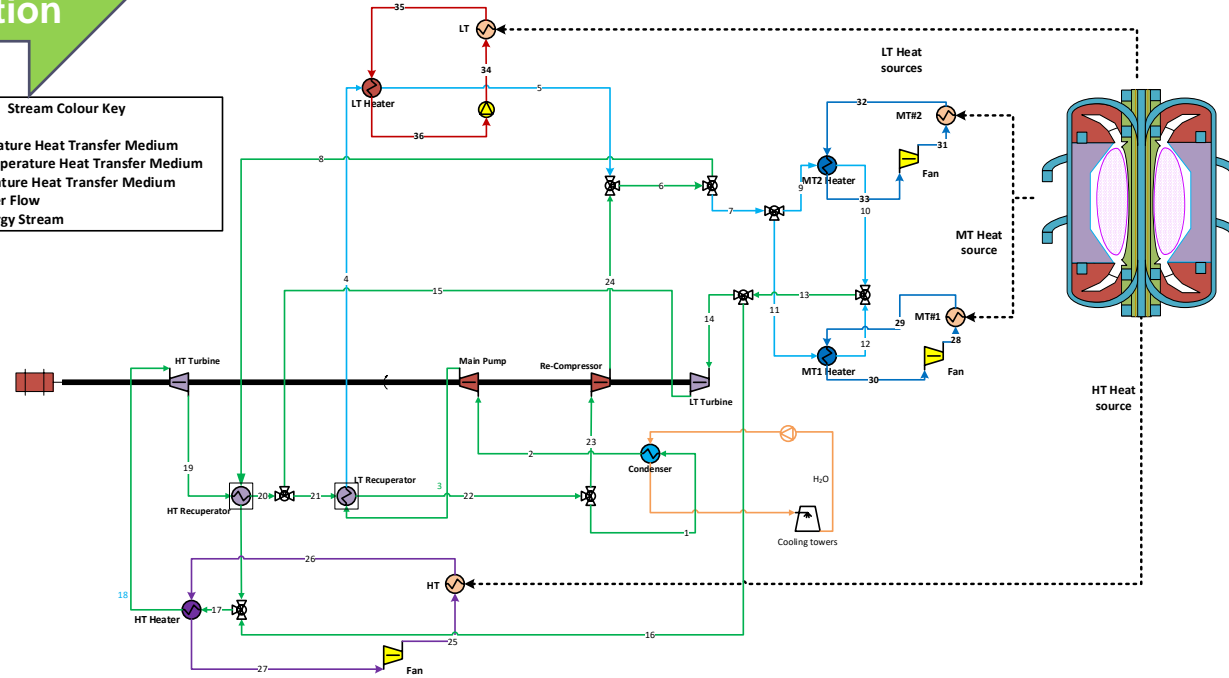 tion
Stream Colour Key
ature Heat Transfer Medium
perature Heat Transfer Medium
ature Heat Transfer Medium
er Flow
rgy Stream
35
LT
34
LT Heater
5
36
LT Heat
sources
32
MT#2
31
Fan
8
MT2 Heater
9
33
6
7
10
MT Heat
source
4
24
15
13
14
11
29
MT#1
28
12
MT1 Heater
30
Fan
HT Turbine
Main Pump
Re-Compressor
LT Turbine
HT Heat
source
19
23
2
Condenser
H₂O
LT Recuperator
3
20
21
22
HT Recuperator
1
Cooling towers
26
18
HT
17
HT Heater
16
25
27
Fan